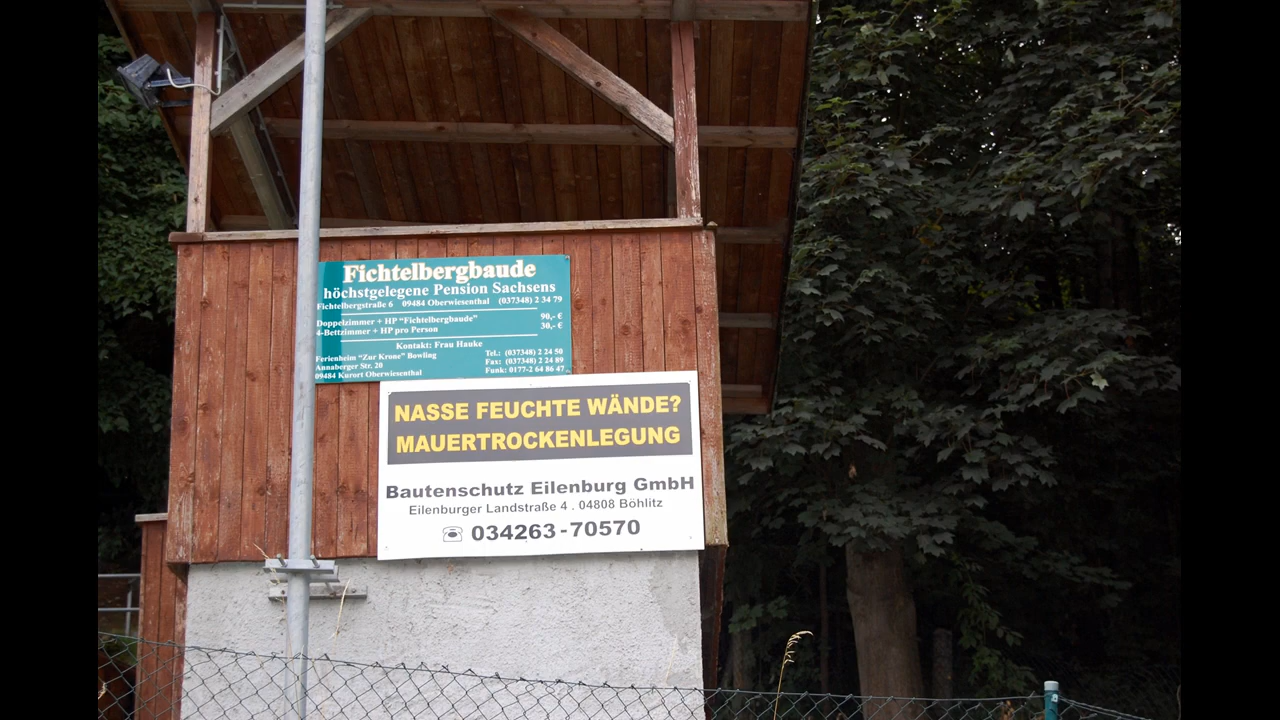 Fichtelbergbaude
höchstgelegene Pension Sachsens
Fichtelbergstraße 6 09484 Oberwiesenthal (037348) 2 34 79
Doppelzimmer + HP "Fichtelbergbaude" 90,- €
4-Bettzimmer + HP pro Person 30,- €
Kontakt: Frau Hauke
Ferienheim "Zur Krone" Bowling Tel.: (037348) 2 24 50
Annaberger Str. 20 Fax: (037348) 2 24 89
09484 Kurort Oberwiesenthal Funk: 0177-2 64 86 47
NASSE FEUCHTE WÄNDE?
MAUERTROCKENLEGUNG
Bautenschutz Eilenburg GmbH
Eilenburger Landstraße 4 . 04808 Böhlitz
034263-70570